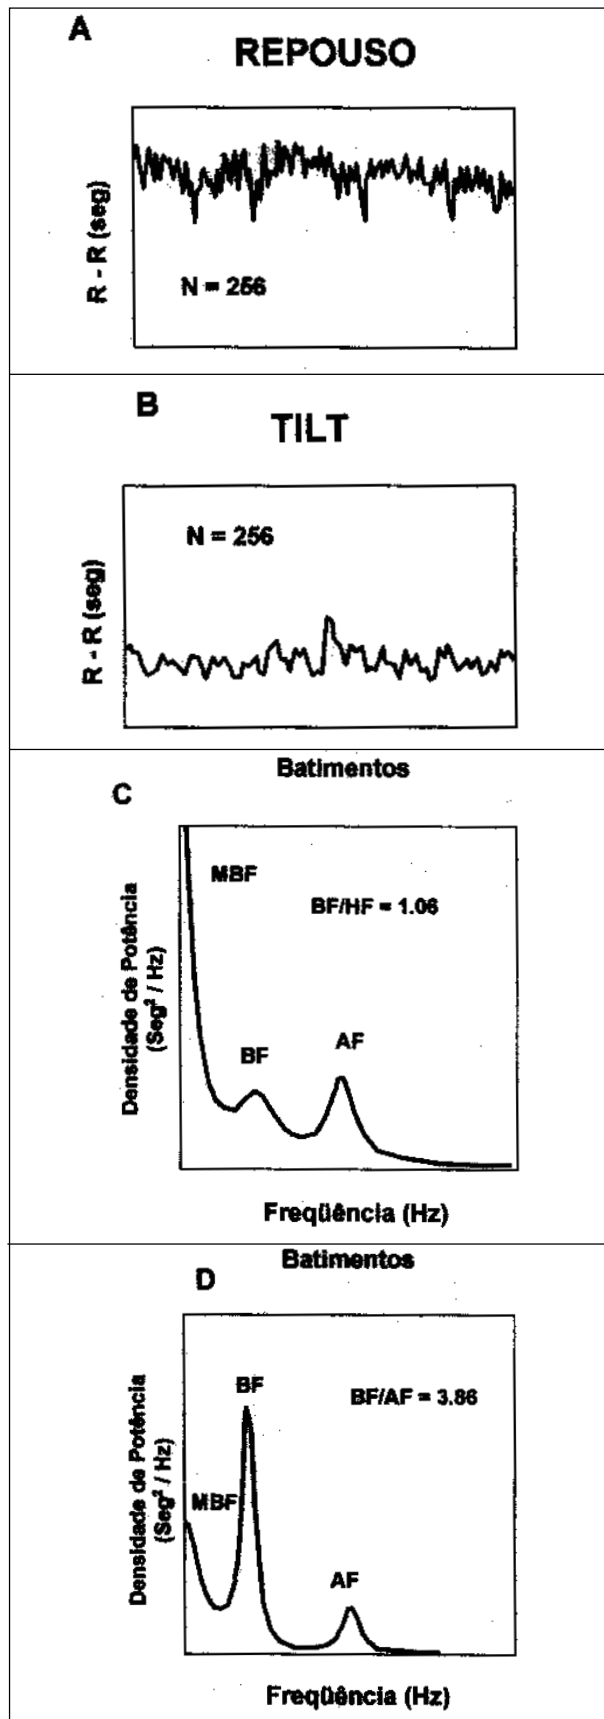 A
REPOUSO
R - R (seg)
N = 256
B
TILT
N = 256
R - R (seg)
Batimentos
C
MBF
BF/HF = 1.06
BF
AF
Densidade de Potência
(Seg² / Hz)
Freqüência (Hz)
Batimentos
D
BF
BF/AF = 3.86
MBF
AF
Densidade de Potência
(Seg² / Hz)
Freqüência (Hz)